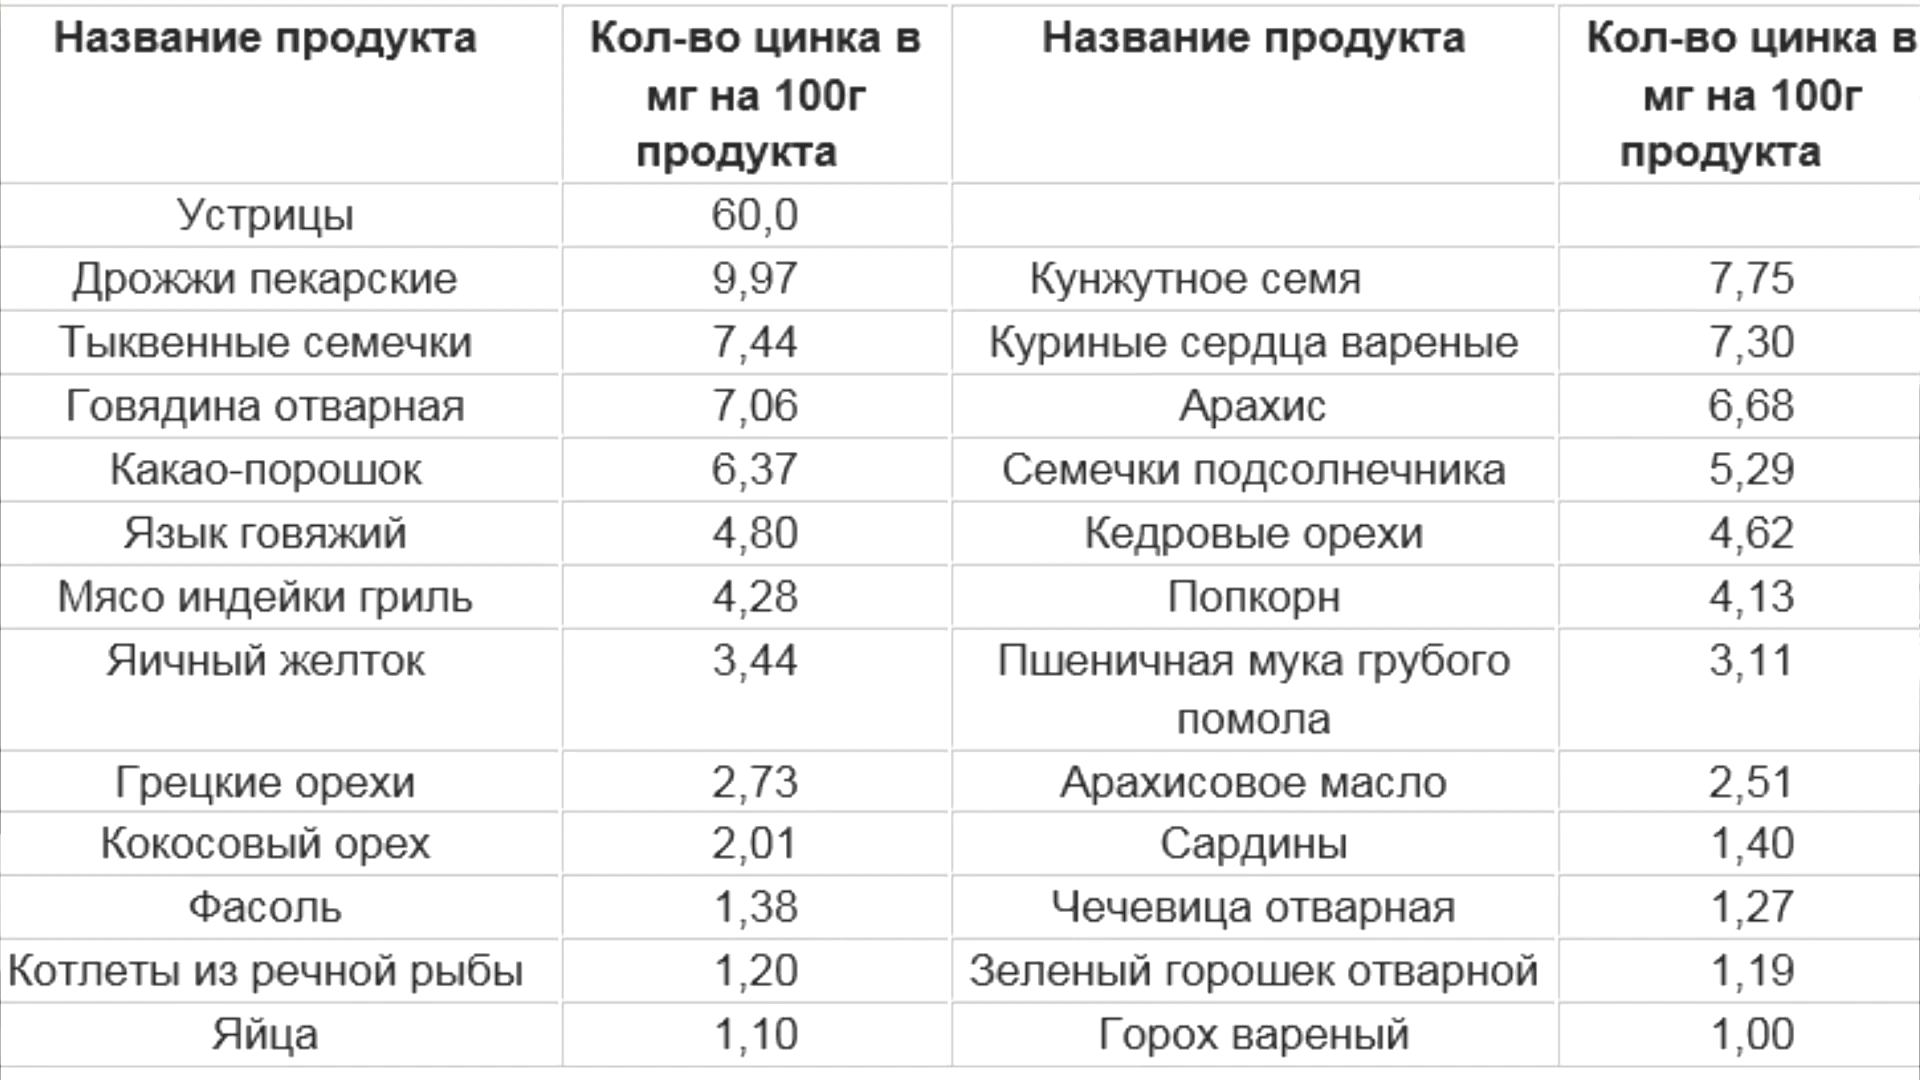 Название продукта Кол-во цинка в Название продукта Кол-во цинка в
мг на 100г мг на 100г
продукта продукта
Устрицы 60,0
Дрожжи пекарские 9,97 Кунжутное семя 7,75
Тыквенные семечки 7,44 Куриные сердца вареные 7,30
Говядина отварная 7,06 Арахис 6,68
Какао-порошок 6,37 Семечки подсолнечника 5,29
Язык говяжий 4,80 Кедровые орехи 4,62
Мясо индейки гриль 4,28 Попкорн 4,13
Яичный желток 3,44 Пшеничная мука грубого 3,11
помола
Грецкие орехи 2,73 Арахисовое масло 2,51
Кокосовый орех 2,01 Сардины 1,40
Фасоль 1,38 Чечевица отварная 1,27
Котлеты из речной рыбы 1,20 Зеленый горошек отварной 1,19
Яйца 1,10 Горох вареный 1,00